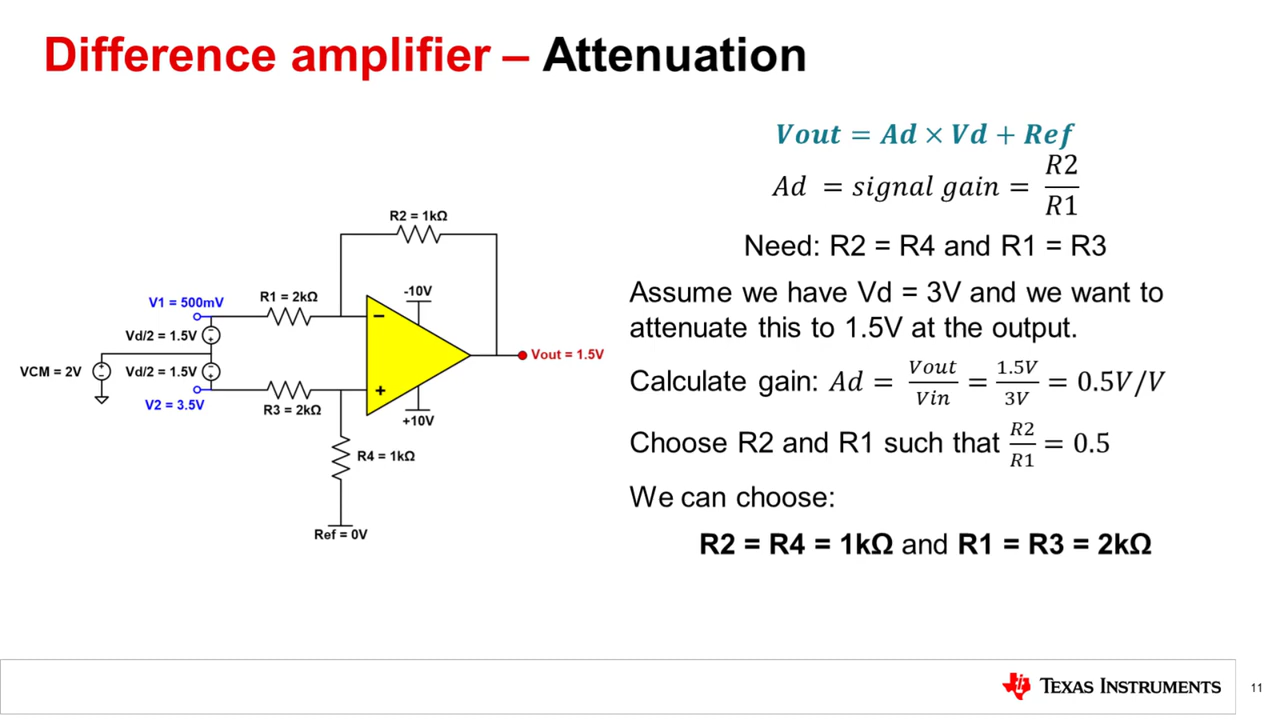 Difference amplifier – Attenuation
Vout = Ad × Vd + Ref
Ad = signal gain = R2/R1
Need: R2 = R4 and R1 = R3
Assume we have Vd = 3V and we want to
attenuate this to 1.5V at the output.
Calculate gain: Ad = Vout/Vin = 1.5V/3V = 0.5V/V
Choose R2 and R1 such that R2/R1 = 0.5
We can choose:
R2 = R4 = 1kΩ and R1 = R3 = 2kΩ
R2 = 1kΩ
-10V
R1 = 2kΩ
V1 = 500mV
Vd/2 = 1.5V
VCM = 2V
Vd/2 = 1.5V
V2 = 3.5V
R3 = 2kΩ
−
+
Vout = 1.5V
+10V
R4 = 1kΩ
Ref = 0V
TEXAS INSTRUMENTS
11